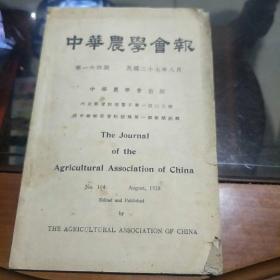 中華農學會報
第一六四期 民國二十七年八月
中華農學會
The Journal
of the
Agricultural Association of China
No. 164 August, 1938
Edited and Published
by
THE AGRICULTURAL ASSOCIATION OF CHINA